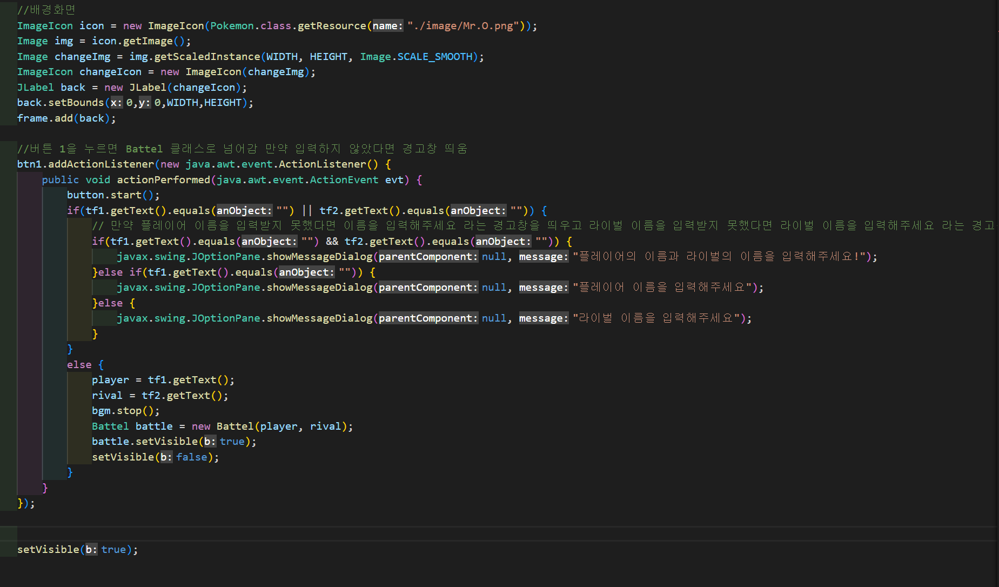 //배경화면
ImageIcon icon = new ImageIcon(Pokemon.class.getResource(name: "./image/Mr.O.png"));
Image img = icon.getImage();
Image changeImg = img.getScaledInstance(WIDTH, HEIGHT, Image.SCALE_SMOOTH);
ImageIcon changeIcon = new ImageIcon(changeImg);
JLabel back = new JLabel(changeIcon);
back.setBounds(x: 0,y: 0,WIDTH,HEIGHT);
frame.add(back);
//버튼 1을 누르면 Battel 클래스로 넘어감 만약 입력하지 않았다면 경고창 띄움
btn1.addActionListener(new java.awt.event.ActionListener() {
public void actionPerformed(java.awt.event.ActionEvent evt) {
button.start();
if(tf1.getText().equals(anObject: "") || tf2.getText().equals(anObject: "")) {
// 만약 플레이어 이름을 입력받지 못했다면 이름을 입력해주세요 라는 경고창을 띄우고 라이벌 이름을 입력받지 못했다면 라이벌 이름을 입력해주세요 라는 경고
if(tf1.getText().equals(anObject: "") && tf2.getText().equals(anObject: "")) {
javax.swing.JOptionPane.showMessageDialog(parentComponent: null, message: "플레이어의 이름과 라이벌의 이름을 입력해주세요!");
}else if(tf1.getText().equals(anObject: "")) {
javax.swing.JOptionPane.showMessageDialog(parentComponent: null, message: "플레이어 이름을 입력해주세요");
}else {
javax.swing.JOptionPane.showMessageDialog(parentComponent: null, message: "라이벌 이름을 입력해주세요");
}
}
else {
player = tf1.getText();
rival = tf2.getText();
bgm.stop();
Battel battle = new Battel(player, rival);
battle.setVisible(b: true);
setVisible(b: false);
}
}
});
setVisible(b: true);